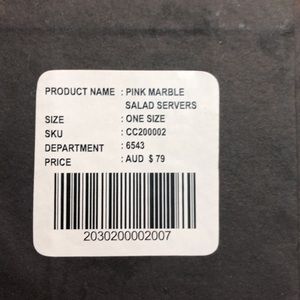 PRODUCT NAME : PINK MARBLE
SALAD SERVERS
SIZE : ONE SIZE
SKU : CC200002
DEPARTMENT : 6543
PRICE : AUD $ 79
2030200002007